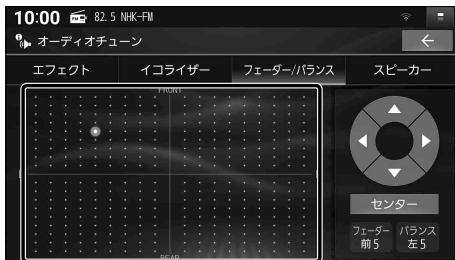 10:00 82.5 NHK-FM
オーディオチューン
エフェクト イコライザー フェーダー/バランス スピーカー
FRONT
センター
フェーダー バランス
前5 左5
REAR